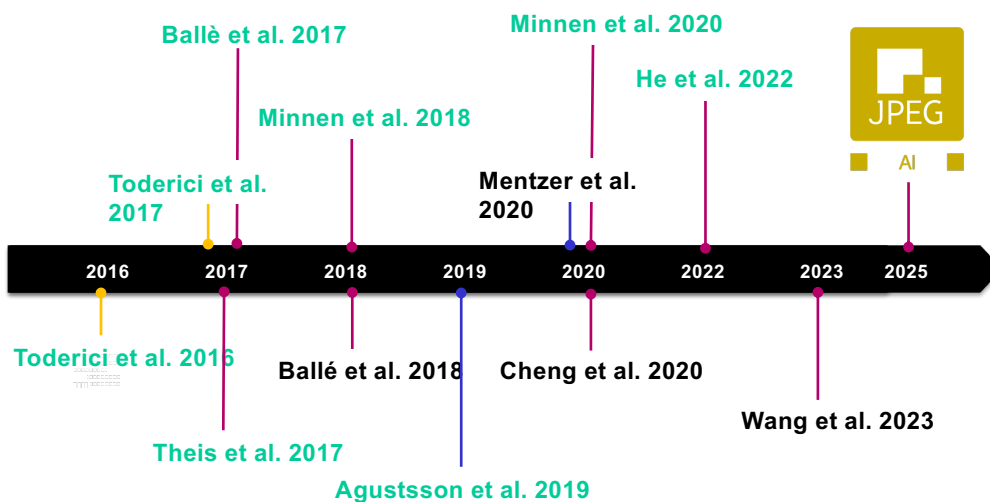 Ballè et al. 2017
Minnen et al. 2020
He et al. 2022
JPEG
AI
Minnen et al. 2018
Toderici et al.
2017
Mentzer et al.
2020
2016 2017 2018 2019 2020 2022 2023 2025
Toderici et al. 2016
Ballé et al. 2018
Cheng et al. 2020
Wang et al. 2023
Theis et al. 2017
Agustsson et al. 2019